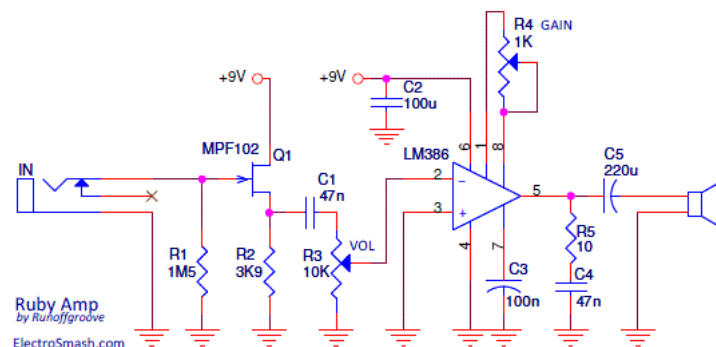 R4 GAIN
1K
+9V
+9V
C2
100u
MPF102
Q1
6
1
8
LM386
C5
220u
IN
C1
47n
2
-
5
3
+
R1
1M5
R2
3K9
R3
10K
VOL
4
7
R5
10
C3
100n
C4
47n
Ruby Amp
by Runoffgroove
ElectroSmash.com